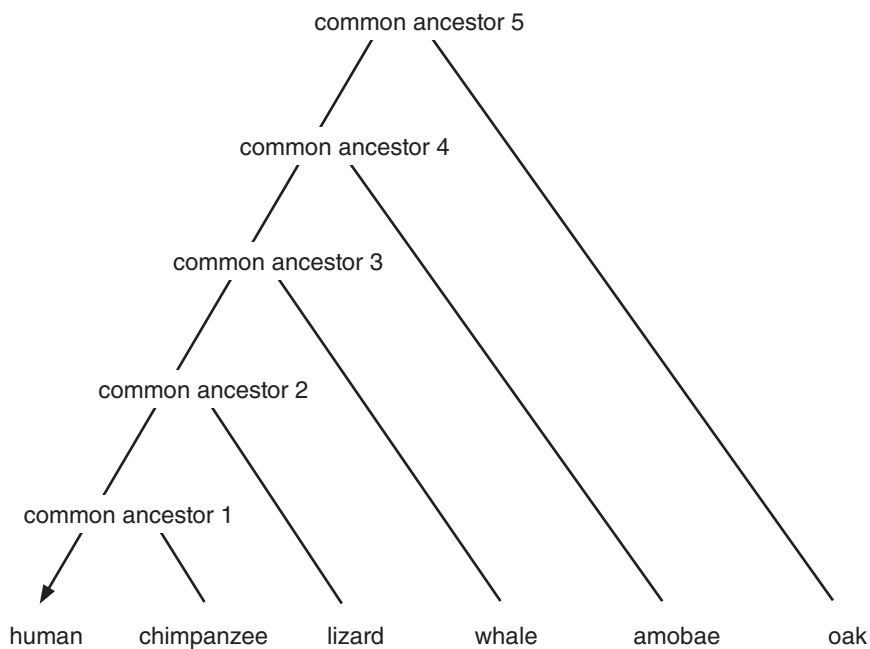 common ancestor 5
common ancestor 4
common ancestor 3
common ancestor 2
common ancestor 1
human chimpanzee lizard whale amobae oak